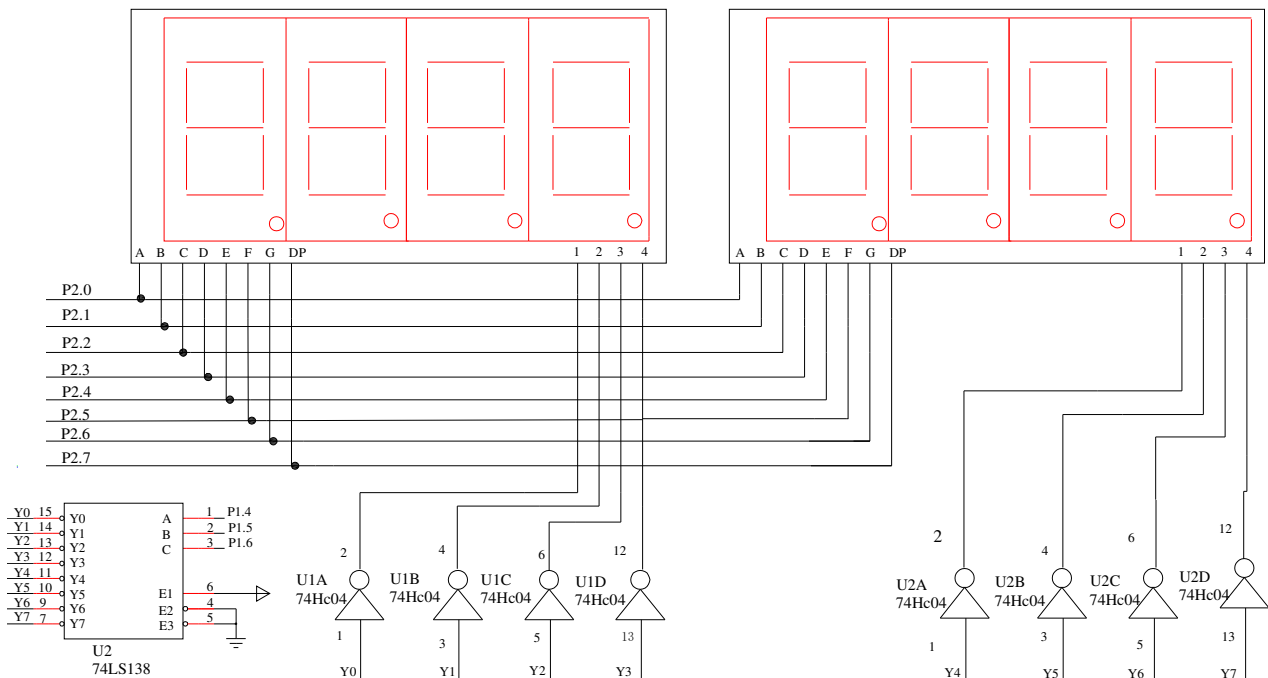 A B C D E F G DP 1 2 3 4
A B C D E F G DP 1 2 3 4
P2.0
P2.1
P2.2
P2.3
P2.4
P2.5
P2.6
P2.7
Y0 15 Y0 A 1 P1.4
Y1 14 Y1 B 2 P1.5
Y2 13 Y2 C 3 P1.6
Y3 12 Y3
Y4 11 Y4
Y5 10 Y5 E1 6
Y6 9 Y6 E2 4
Y7 7 Y7 E3 5
U2
74LS138
2 4 6 12
U1A U1B U1C U1D
74Hc04 74Hc04 74Hc04 74Hc04
1 3 5 13
Y0 Y1 Y2 Y3
2 4 6 12
U2A U2B U2C U2D
74Hc04 74Hc04 74Hc04 74Hc04
1 3 5 13
Y4 Y5 Y6 Y7